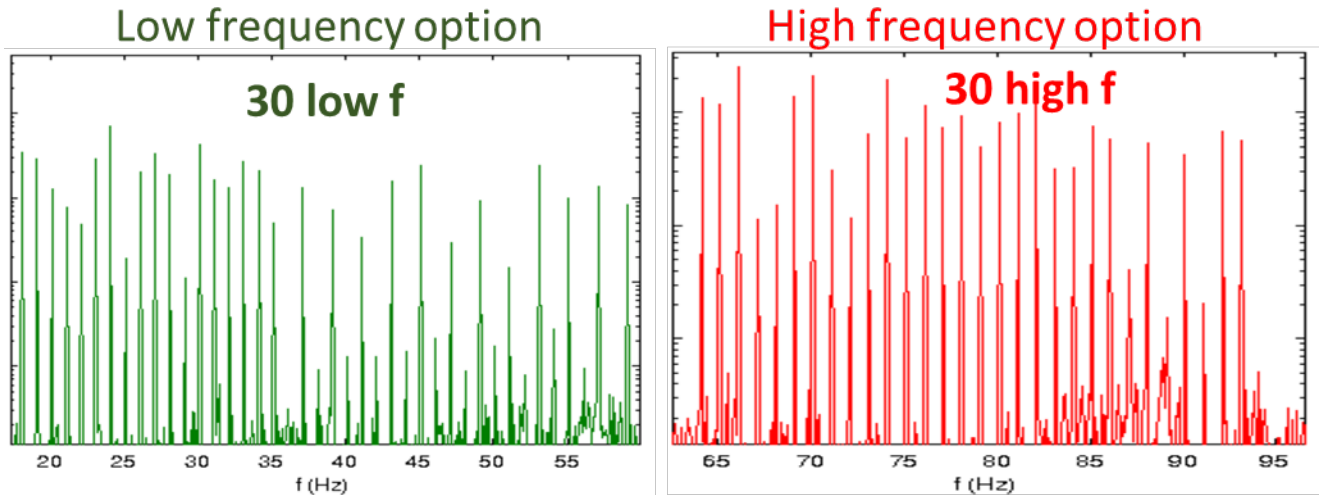 Low frequency option
30 low f
20 25 30 35 40 45 50 55
f (Hz)
High frequency option
30 high f
65 70 75 80 85 90 95
f (Hz)